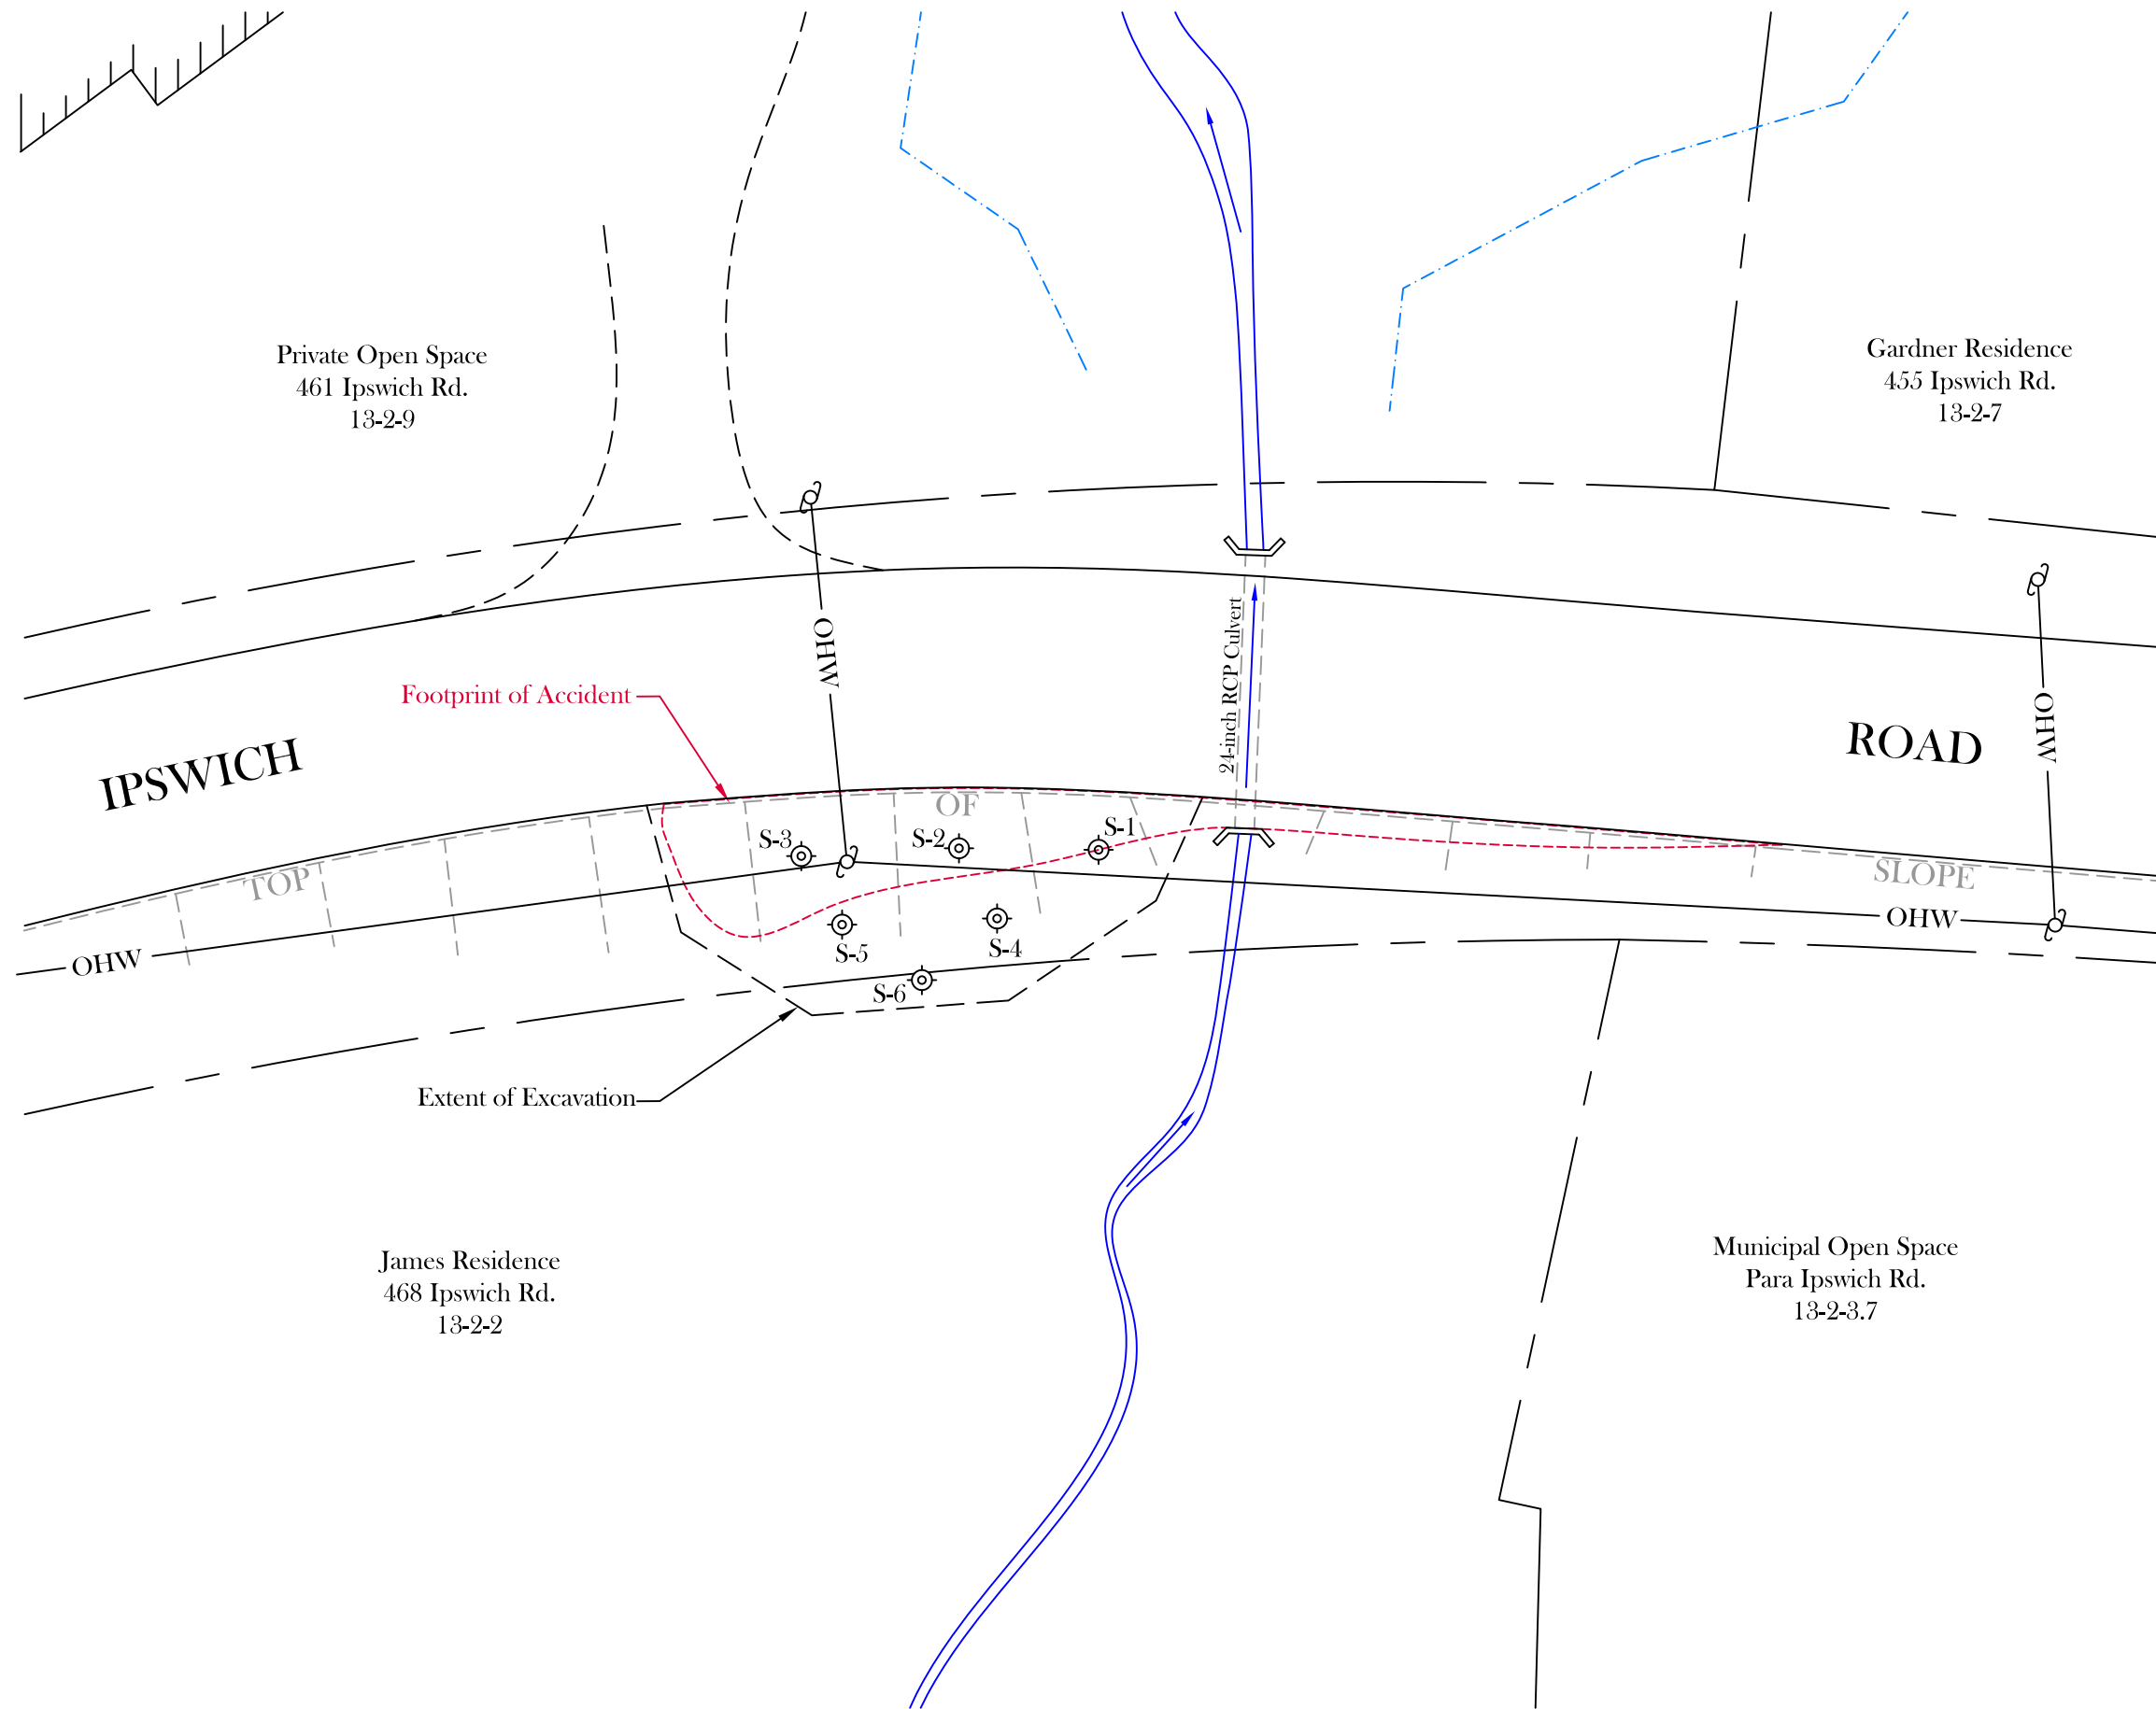 Private Open Space
461 Ipswich Rd.
13-2-9
Gardner Residence
455 Ipswich Rd.
13-2-7
OHW
24-inch RCP Culvert
Footprint of Accident
OHW
IPSWICH
ROAD
TOP
OF
SLOPE
S-3
S-2
S-1
OHW
OHW
S-5
S-4
S-6
Extent of Excavation
James Residence
468 Ipswich Rd.
13-2-2
Municipal Open Space
Para Ipswich Rd.
13-2-3.7